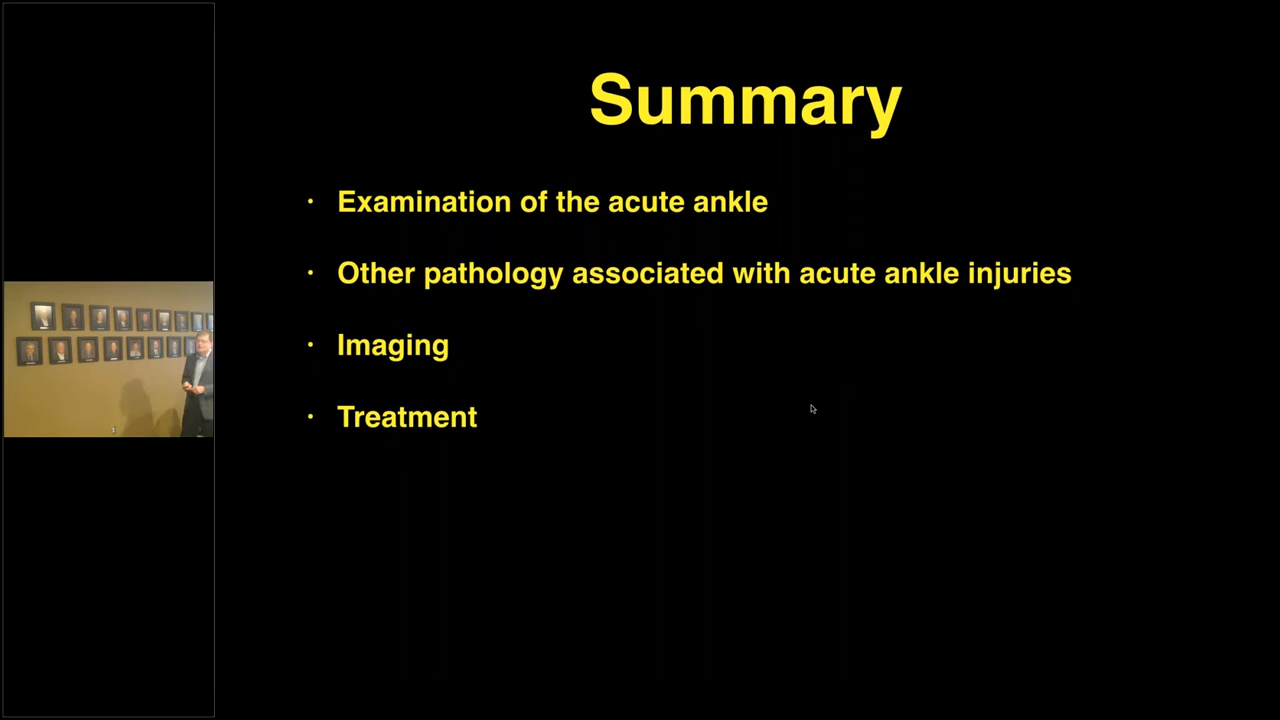 Summary
· Examination of the acute ankle
· Other pathology associated with acute ankle injuries
· Imaging
· Treatment